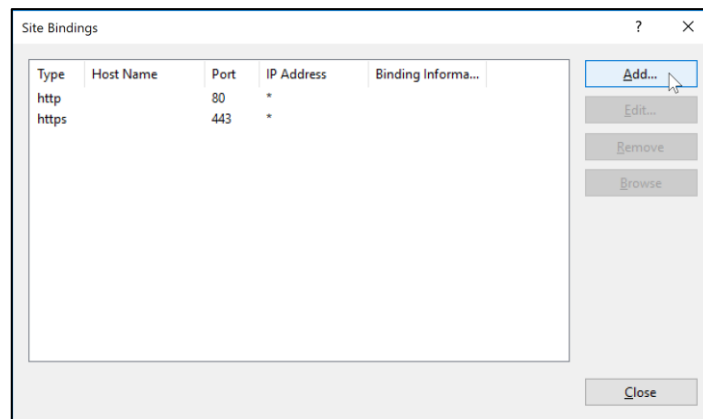 Site Bindings ?
Type Host Name Port IP Address Binding Informa...
http 80 *
https 443 *
Add...
Edit...
Remove
Browse
Close